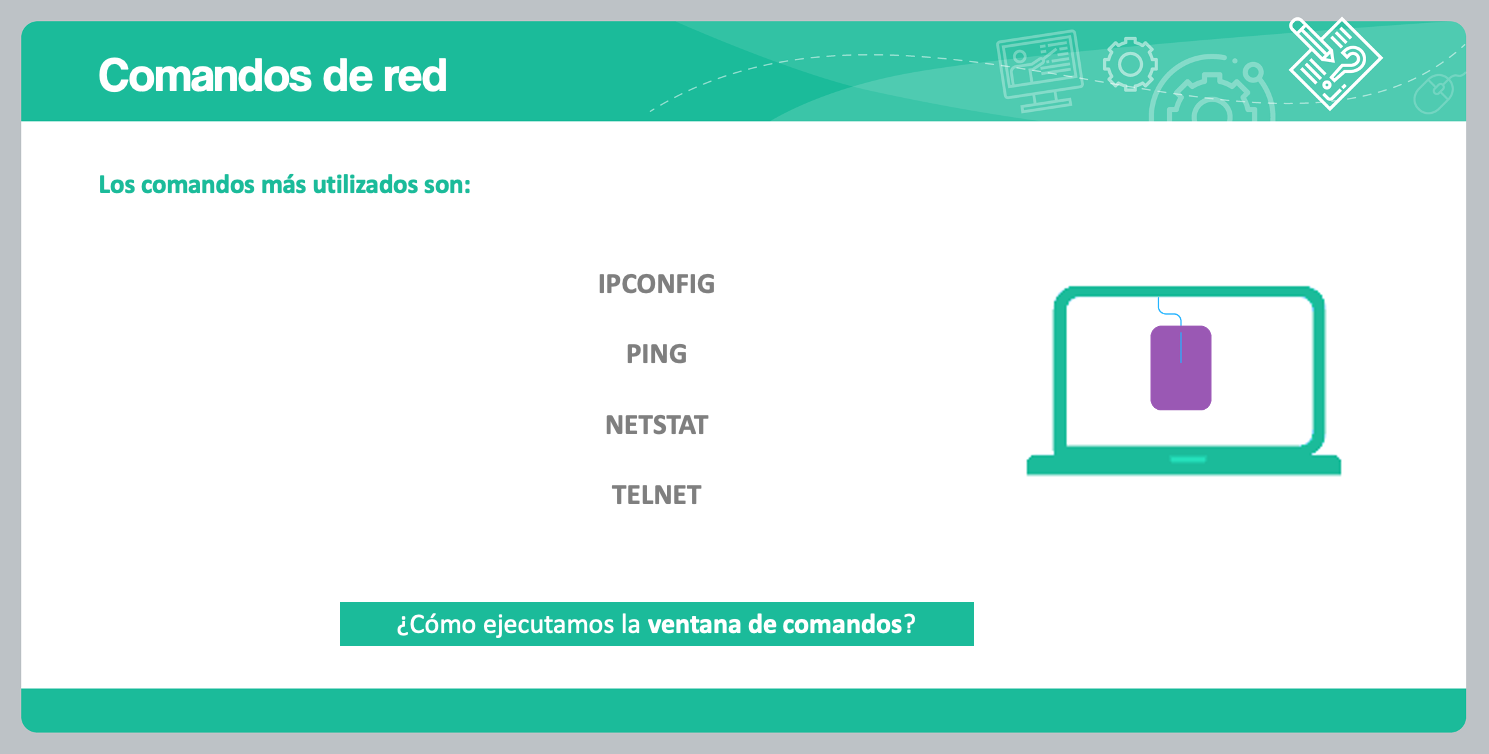 Comandos de red
Los comandos más utilizados son:
IPCONFIG
PING
NETSTAT
TELNET
¿Cómo ejecutamos la ventana de comandos?